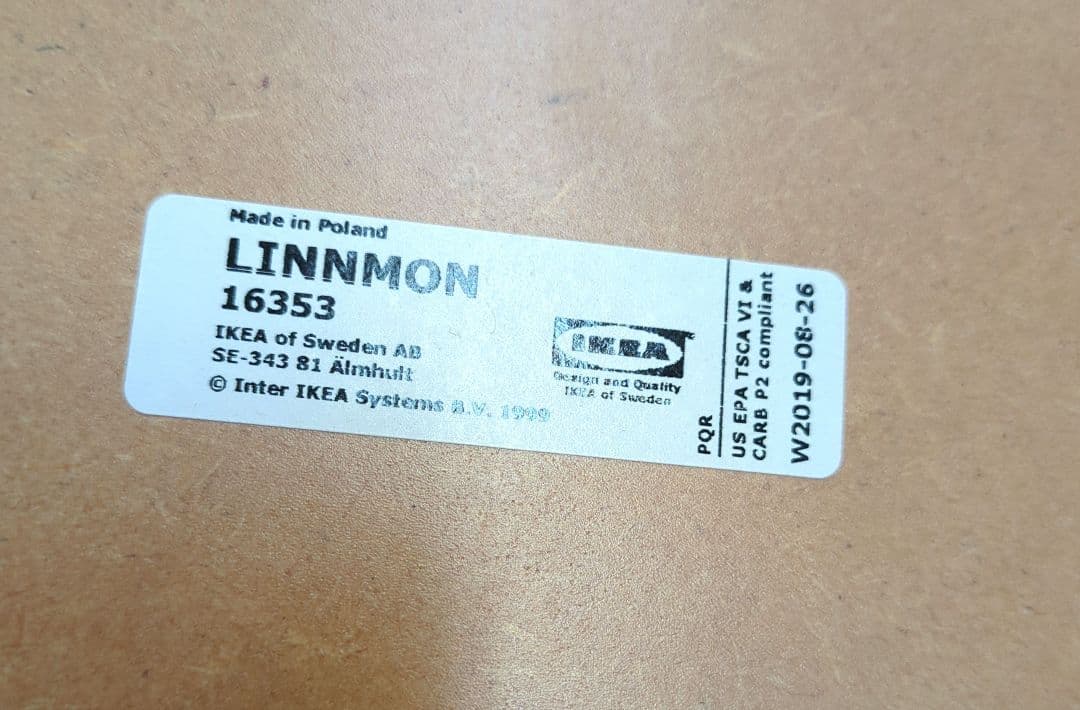 Made in Poland
LINNMON
16353
IKEA of Sweden AB
SE-343 81 Älmhult
© Inter IKEA Systems B.V. 1999
IKEA
Design and Quality
IKEA of Sweden
PQR
US EPA TSCA VI &
CARB P2 compliant
W2019-08-26